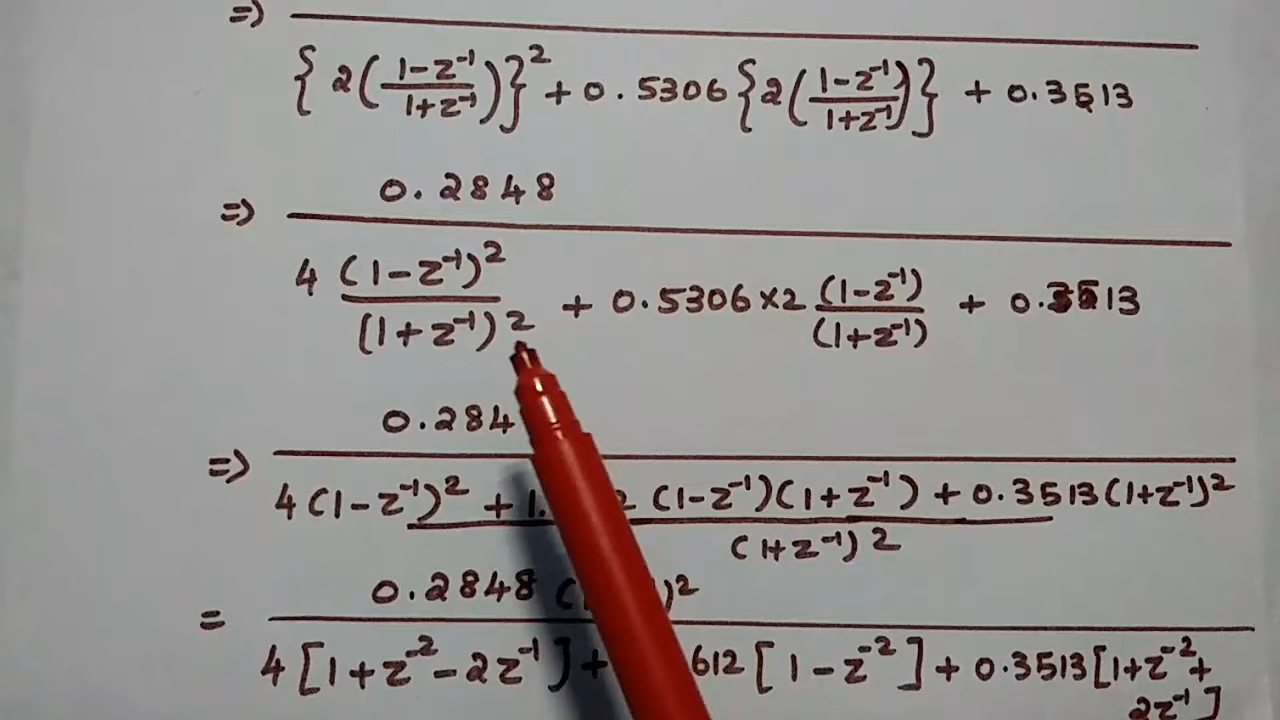 =>
{2(1-z⁻¹/1+z⁻¹)}² + 0.5306{2(1-z⁻¹/1+z⁻¹)} + 0.3513
0.2848
=>
4 (1-z⁻¹)²/(1+z⁻¹)² + 0.5306×2 (1-z⁻¹)/(1+z⁻¹) + 0.3513
0.284
=>
4(1-z⁻¹)² + 1. 2 (1-z⁻¹)(1+z⁻¹) + 0.3513(1+z⁻¹)²
(1+z⁻¹)2
0.2848 ( )²
=
4[1+z⁻²-2z⁻¹]+ 612[1-z⁻²]+0.3513[1+z⁻²+
2z⁻¹]